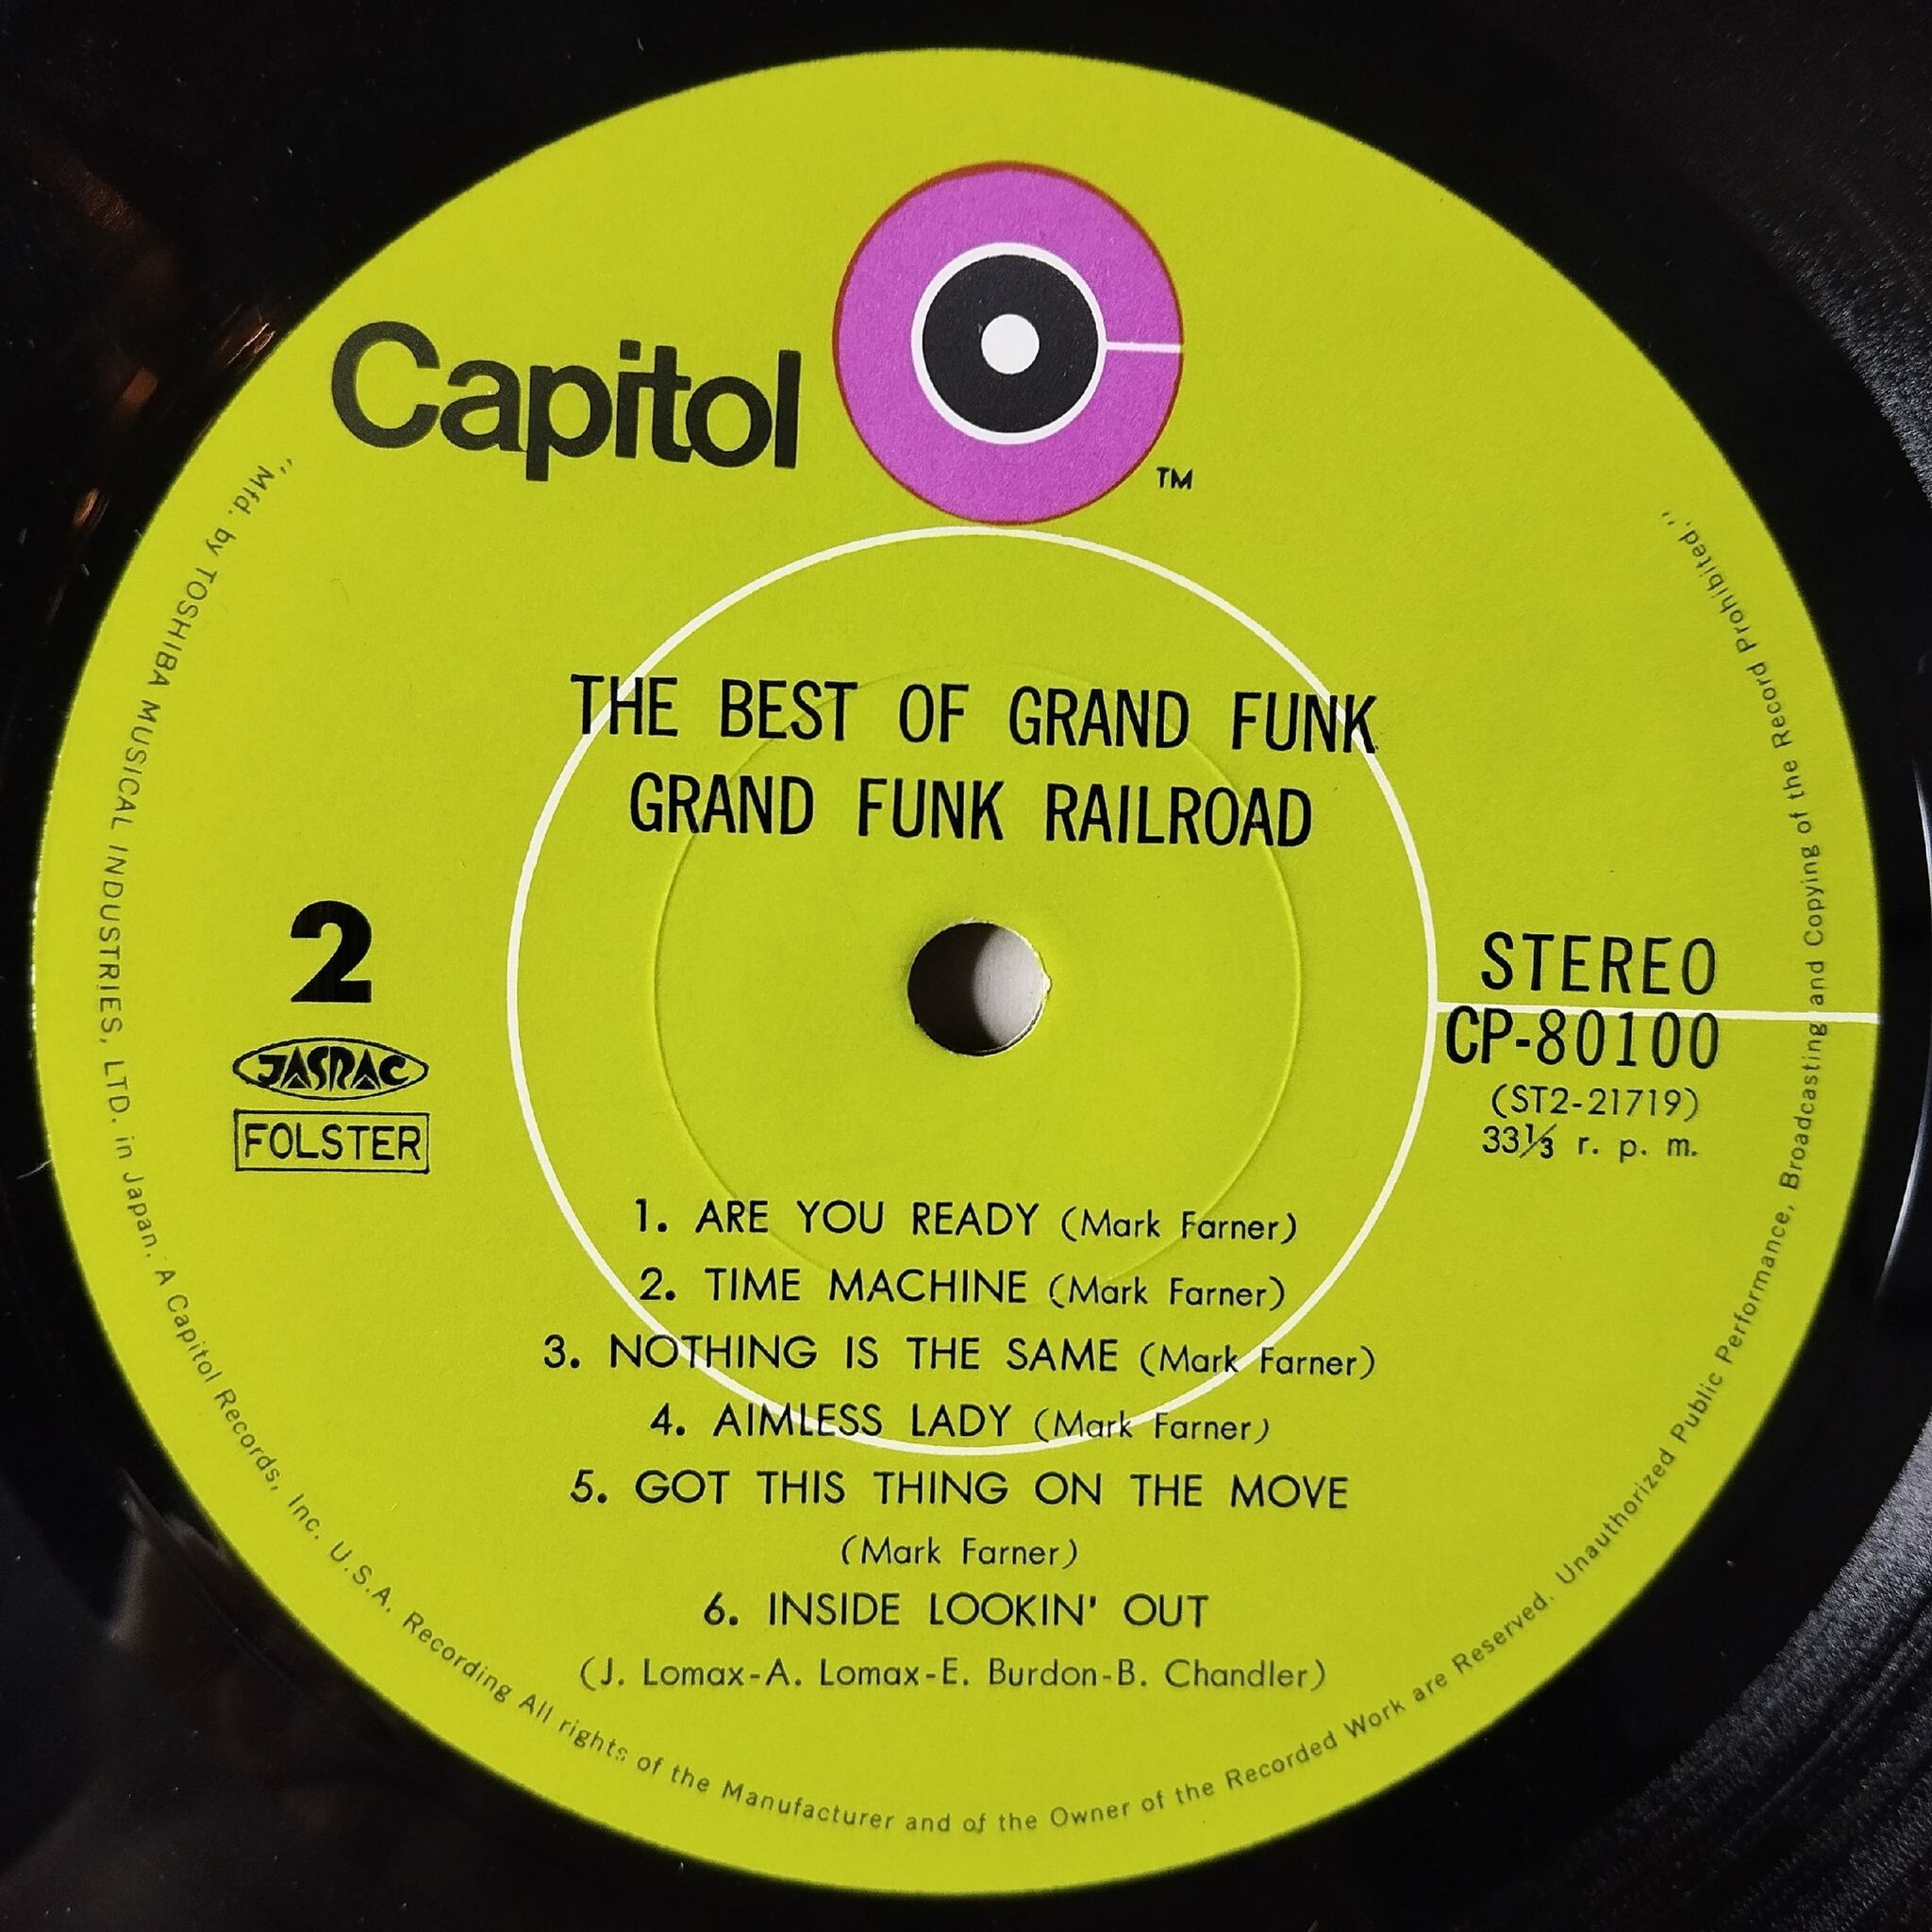 Capitol
TM
THE BEST OF GRAND FUNK
GRAND FUNK RAILROAD
2
JASRAC
FOLSTER
STEREO
CP-80100
(ST2-21719)
33⅓ r. p. m.
1. ARE YOU READY (Mark Farner)
2. TIME MACHINE (Mark Farner)
3. NOTHING IS THE SAME (Mark Farner)
4. AIMLESS LADY (Mark Farner)
5. GOT THIS THING ON THE MOVE
(Mark Farner)
6. INSIDE LOOKIN' OUT
(J. Lomax-A. Lomax-E. Burdon-B. Chandler)
"Mfd. by TOSHIBA MUSICAL INDUSTRIES, LTD. in Japan. A Capitol Records, Inc. U.S.A. Recording All rights of the Manufacturer and of the Owner of the Recorded Work are Reserved. Unauthorized Public Performance, Broadcasting and Copying of the Record Prohibited."